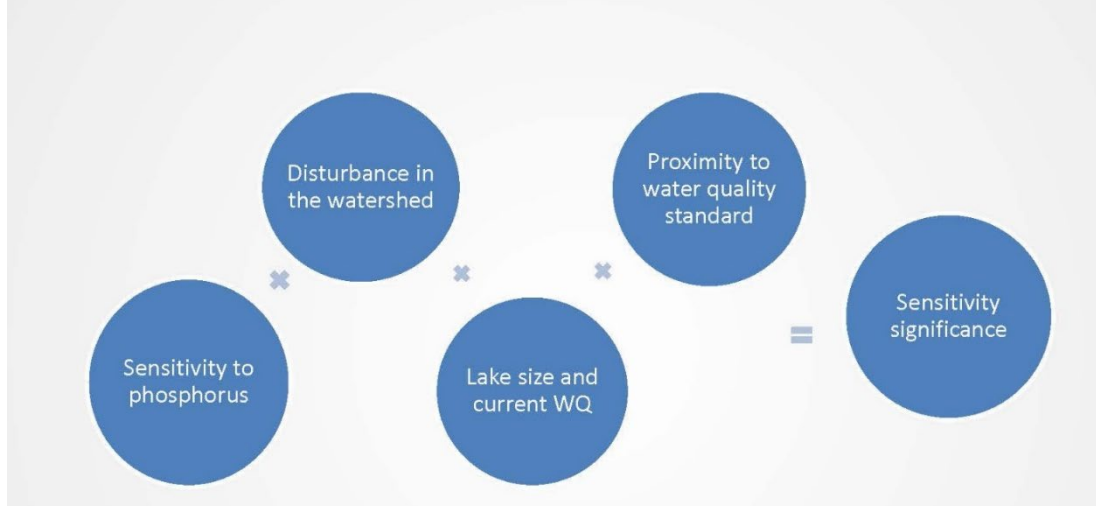 Sensitivity to
phosphorus
✖
Disturbance in
the watershed
✖
Lake size and
current WQ
✖
Proximity to
water quality
standard
=
Sensitivity
significance